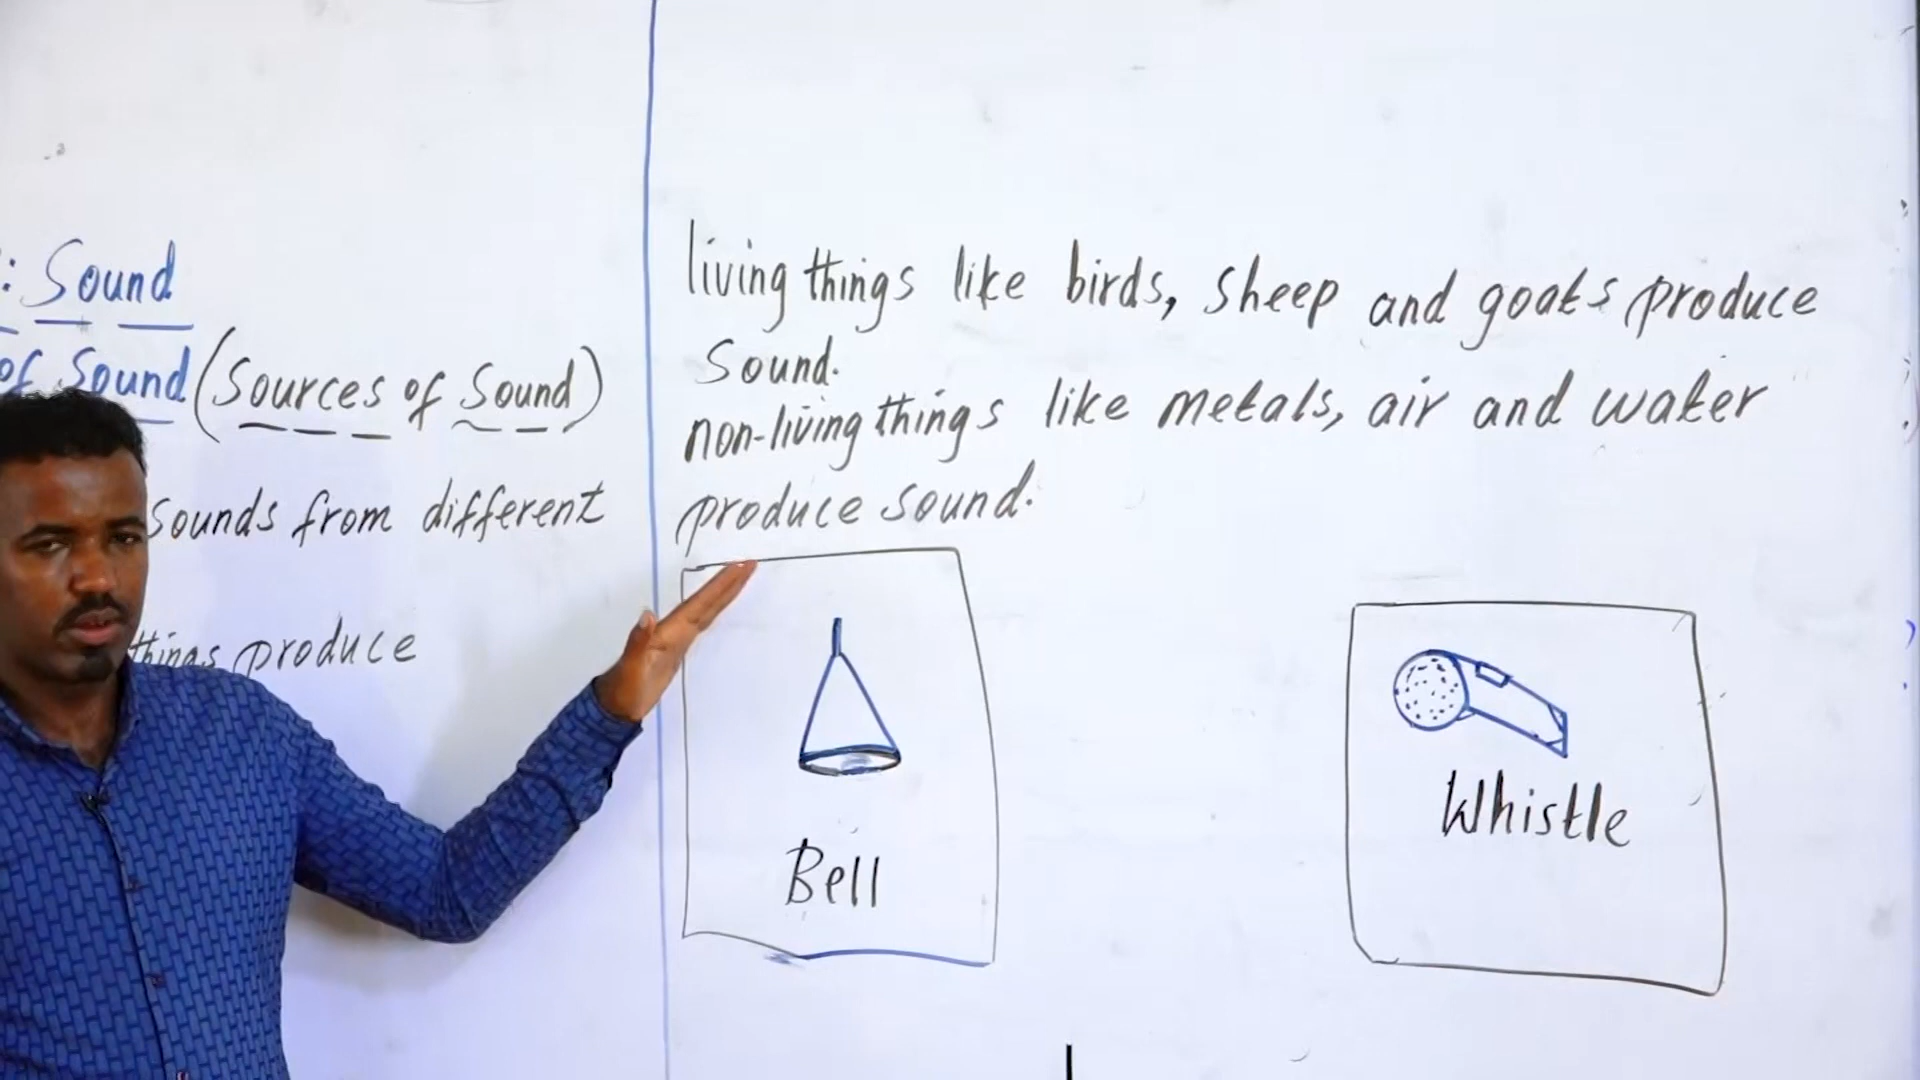 : Sound
of Sound (Sources of Sound)
sounds from different
things produce
living things like birds, sheep and goats produce
Sound.
non-living things like metals, air and water
produce sound.
Bell
Whistle